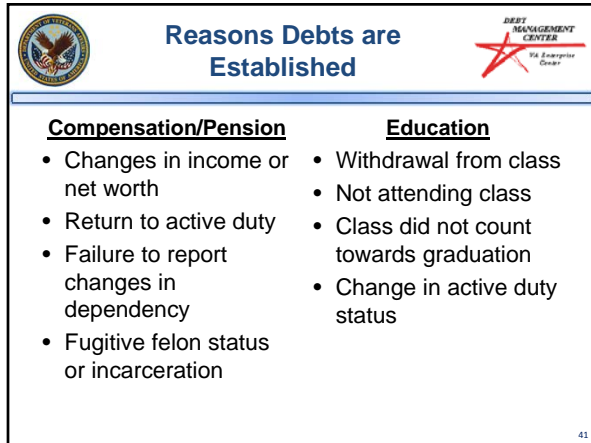 Reasons Debts are
Established
DEBT
MANAGEMENT
CENTER
VA Enterprise
Center
Compensation/Pension
• Changes in income or
net worth
• Return to active duty
• Failure to report
changes in
dependency
• Fugitive felon status
or incarceration
Education
• Withdrawal from class
• Not attending class
• Class did not count
towards graduation
• Change in active duty
status
41